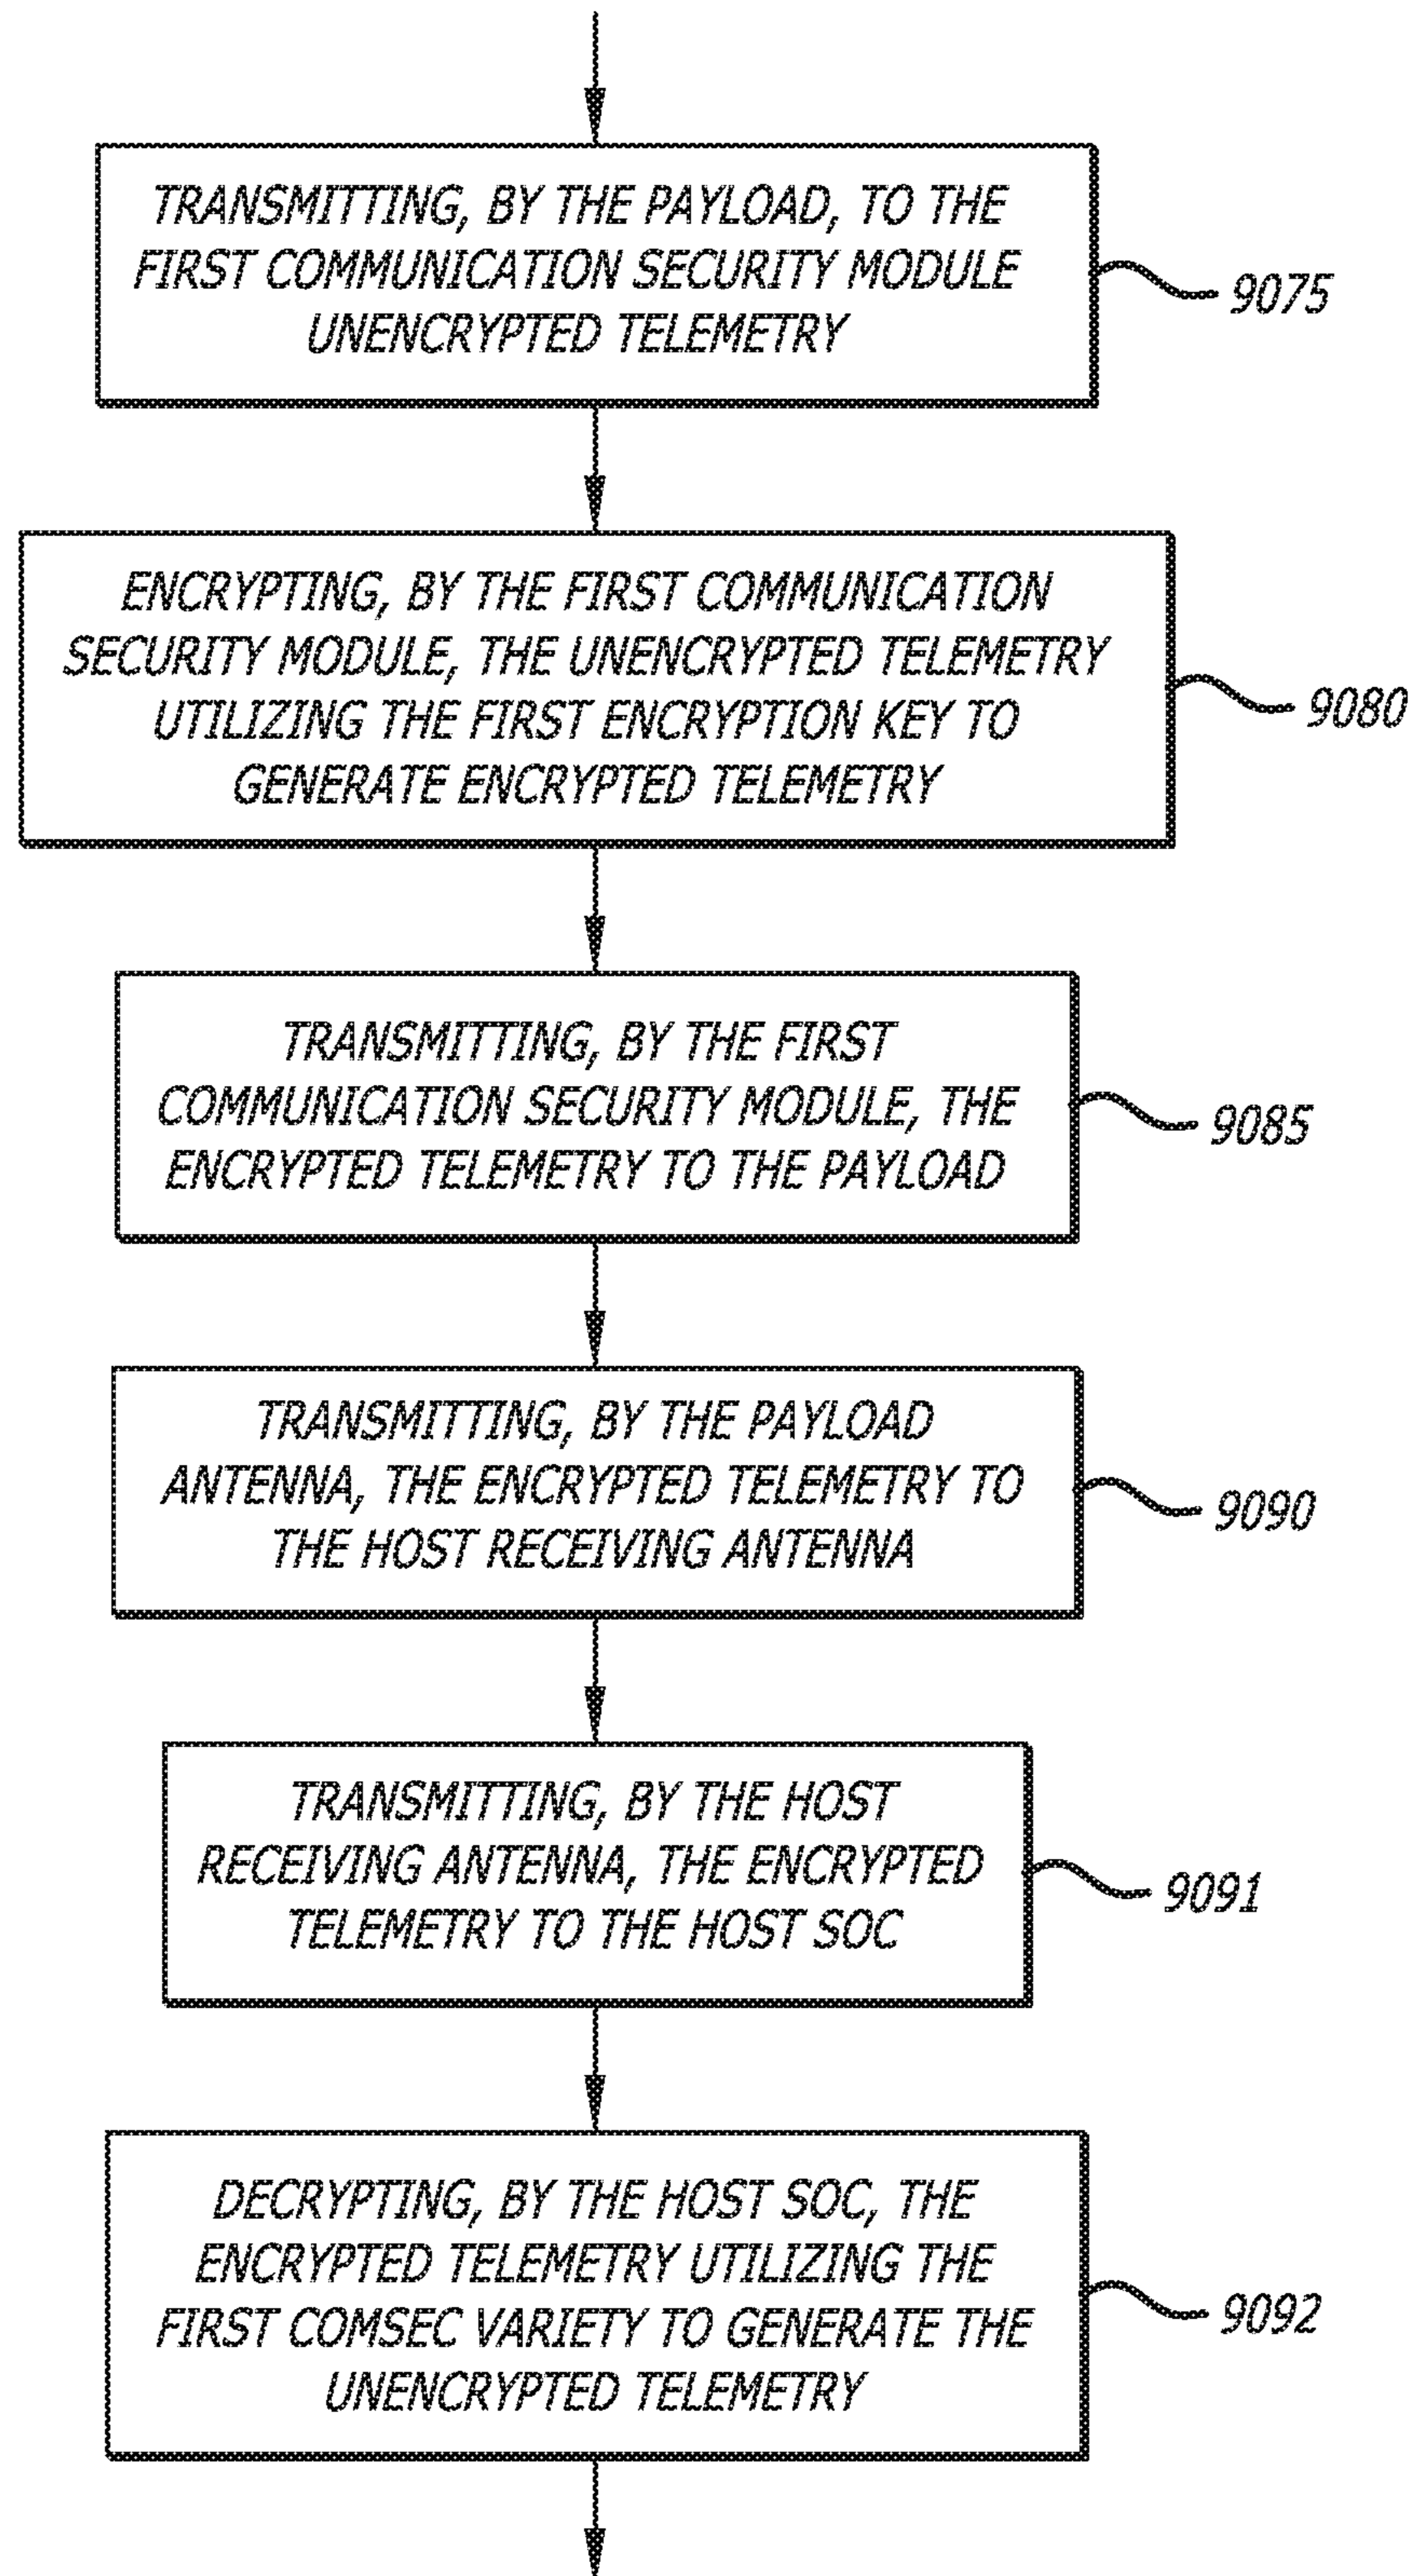 TRANSMITTING, BY THE PAYLOAD, TO THE
FIRST COMMUNICATION SECURITY MODULE
UNENCRYPTED TELEMETRY
9075
ENCRYPTING, BY THE FIRST COMMUNICATION
SECURITY MODULE, THE UNENCRYPTED TELEMETRY
UTILIZING THE FIRST ENCRYPTION KEY TO
GENERATE ENCRYPTED TELEMETRY
9080
TRANSMITTING, BY THE FIRST
COMMUNICATION SECURITY MODULE, THE
ENCRYPTED TELEMETRY TO THE PAYLOAD
9085
TRANSMITTING, BY THE PAYLOAD
ANTENNA, THE ENCRYPTED TELEMETRY TO
THE HOST RECEIVING ANTENNA
9090
TRANSMITTING, BY THE HOST
RECEIVING ANTENNA, THE ENCRYPTED
TELEMETRY TO THE HOST SOC
9091
DECRYPTING, BY THE HOST SOC, THE
ENCRYPTED TELEMETRY UTILIZING THE
FIRST COMSEC VARIETY TO GENERATE THE
UNENCRYPTED TELEMETRY
9092